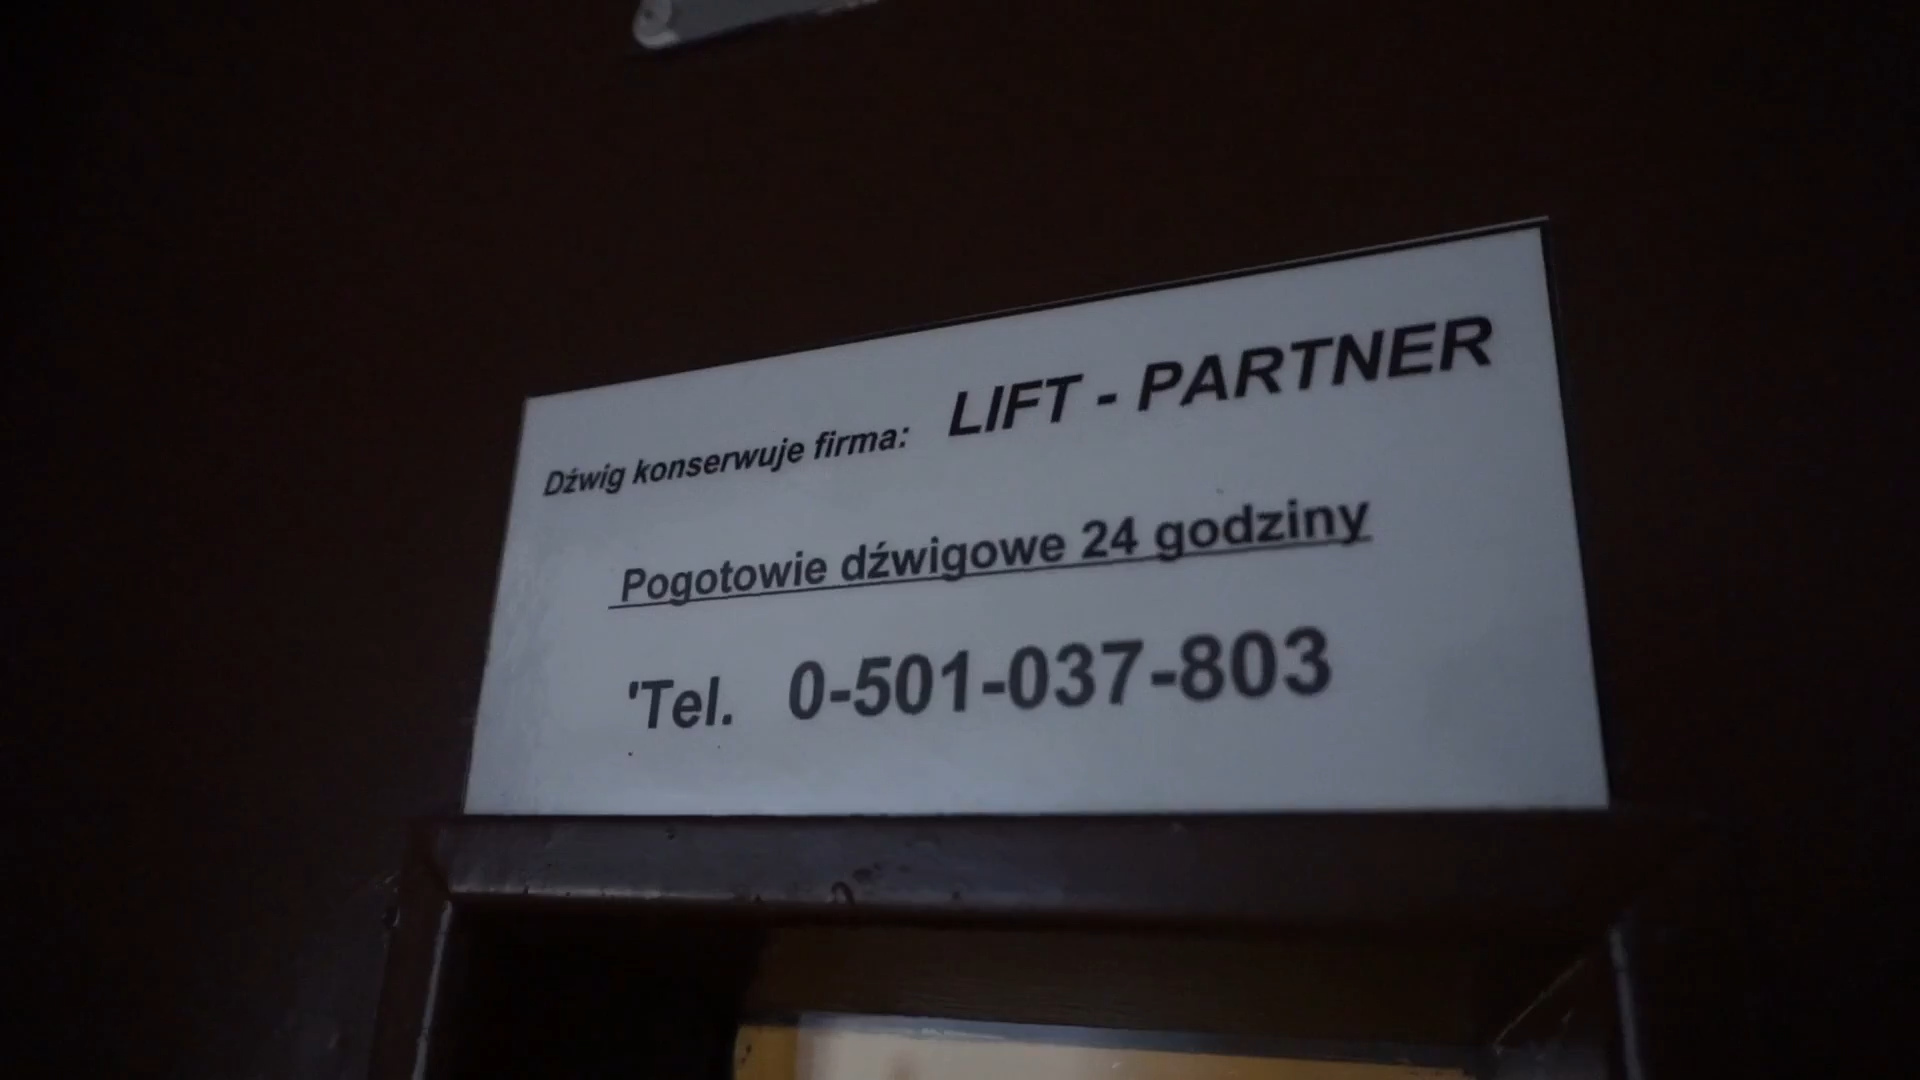 Dźwig konserwuje firma: LIFT - PARTNER
Pogotowie dźwigowe 24 godziny
'Tel. 0-501-037-803